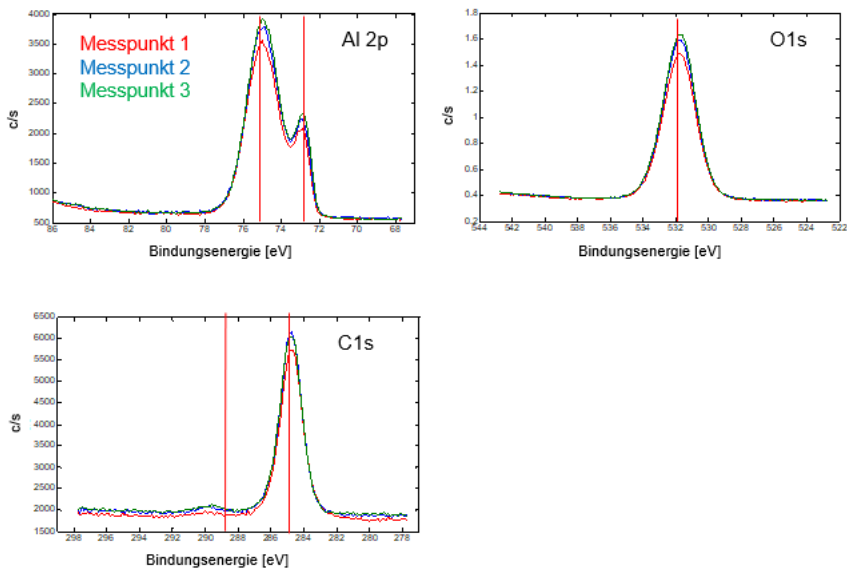 Al 2p
Messpunkt 1
Messpunkt 2
Messpunkt 3
c/s
4000
3500
3000
2500
2000
1500
1000
500
86 84 82 80 78 76 74 72 70 68
Bindungsenergie [eV]
O1s
c/s
1.8
1.6
1.4
1.2
1
0.8
0.6
0.4
0.2
544 542 540 538 536 534 532 530 528 526 524 522
Bindungsenergie [eV]
C1s
c/s
6500
6000
5500
5000
4500
4000
3500
3000
2500
2000
1500
298 296 294 292 290 288 286 284 282 280 278
Bindungsenergie [eV]